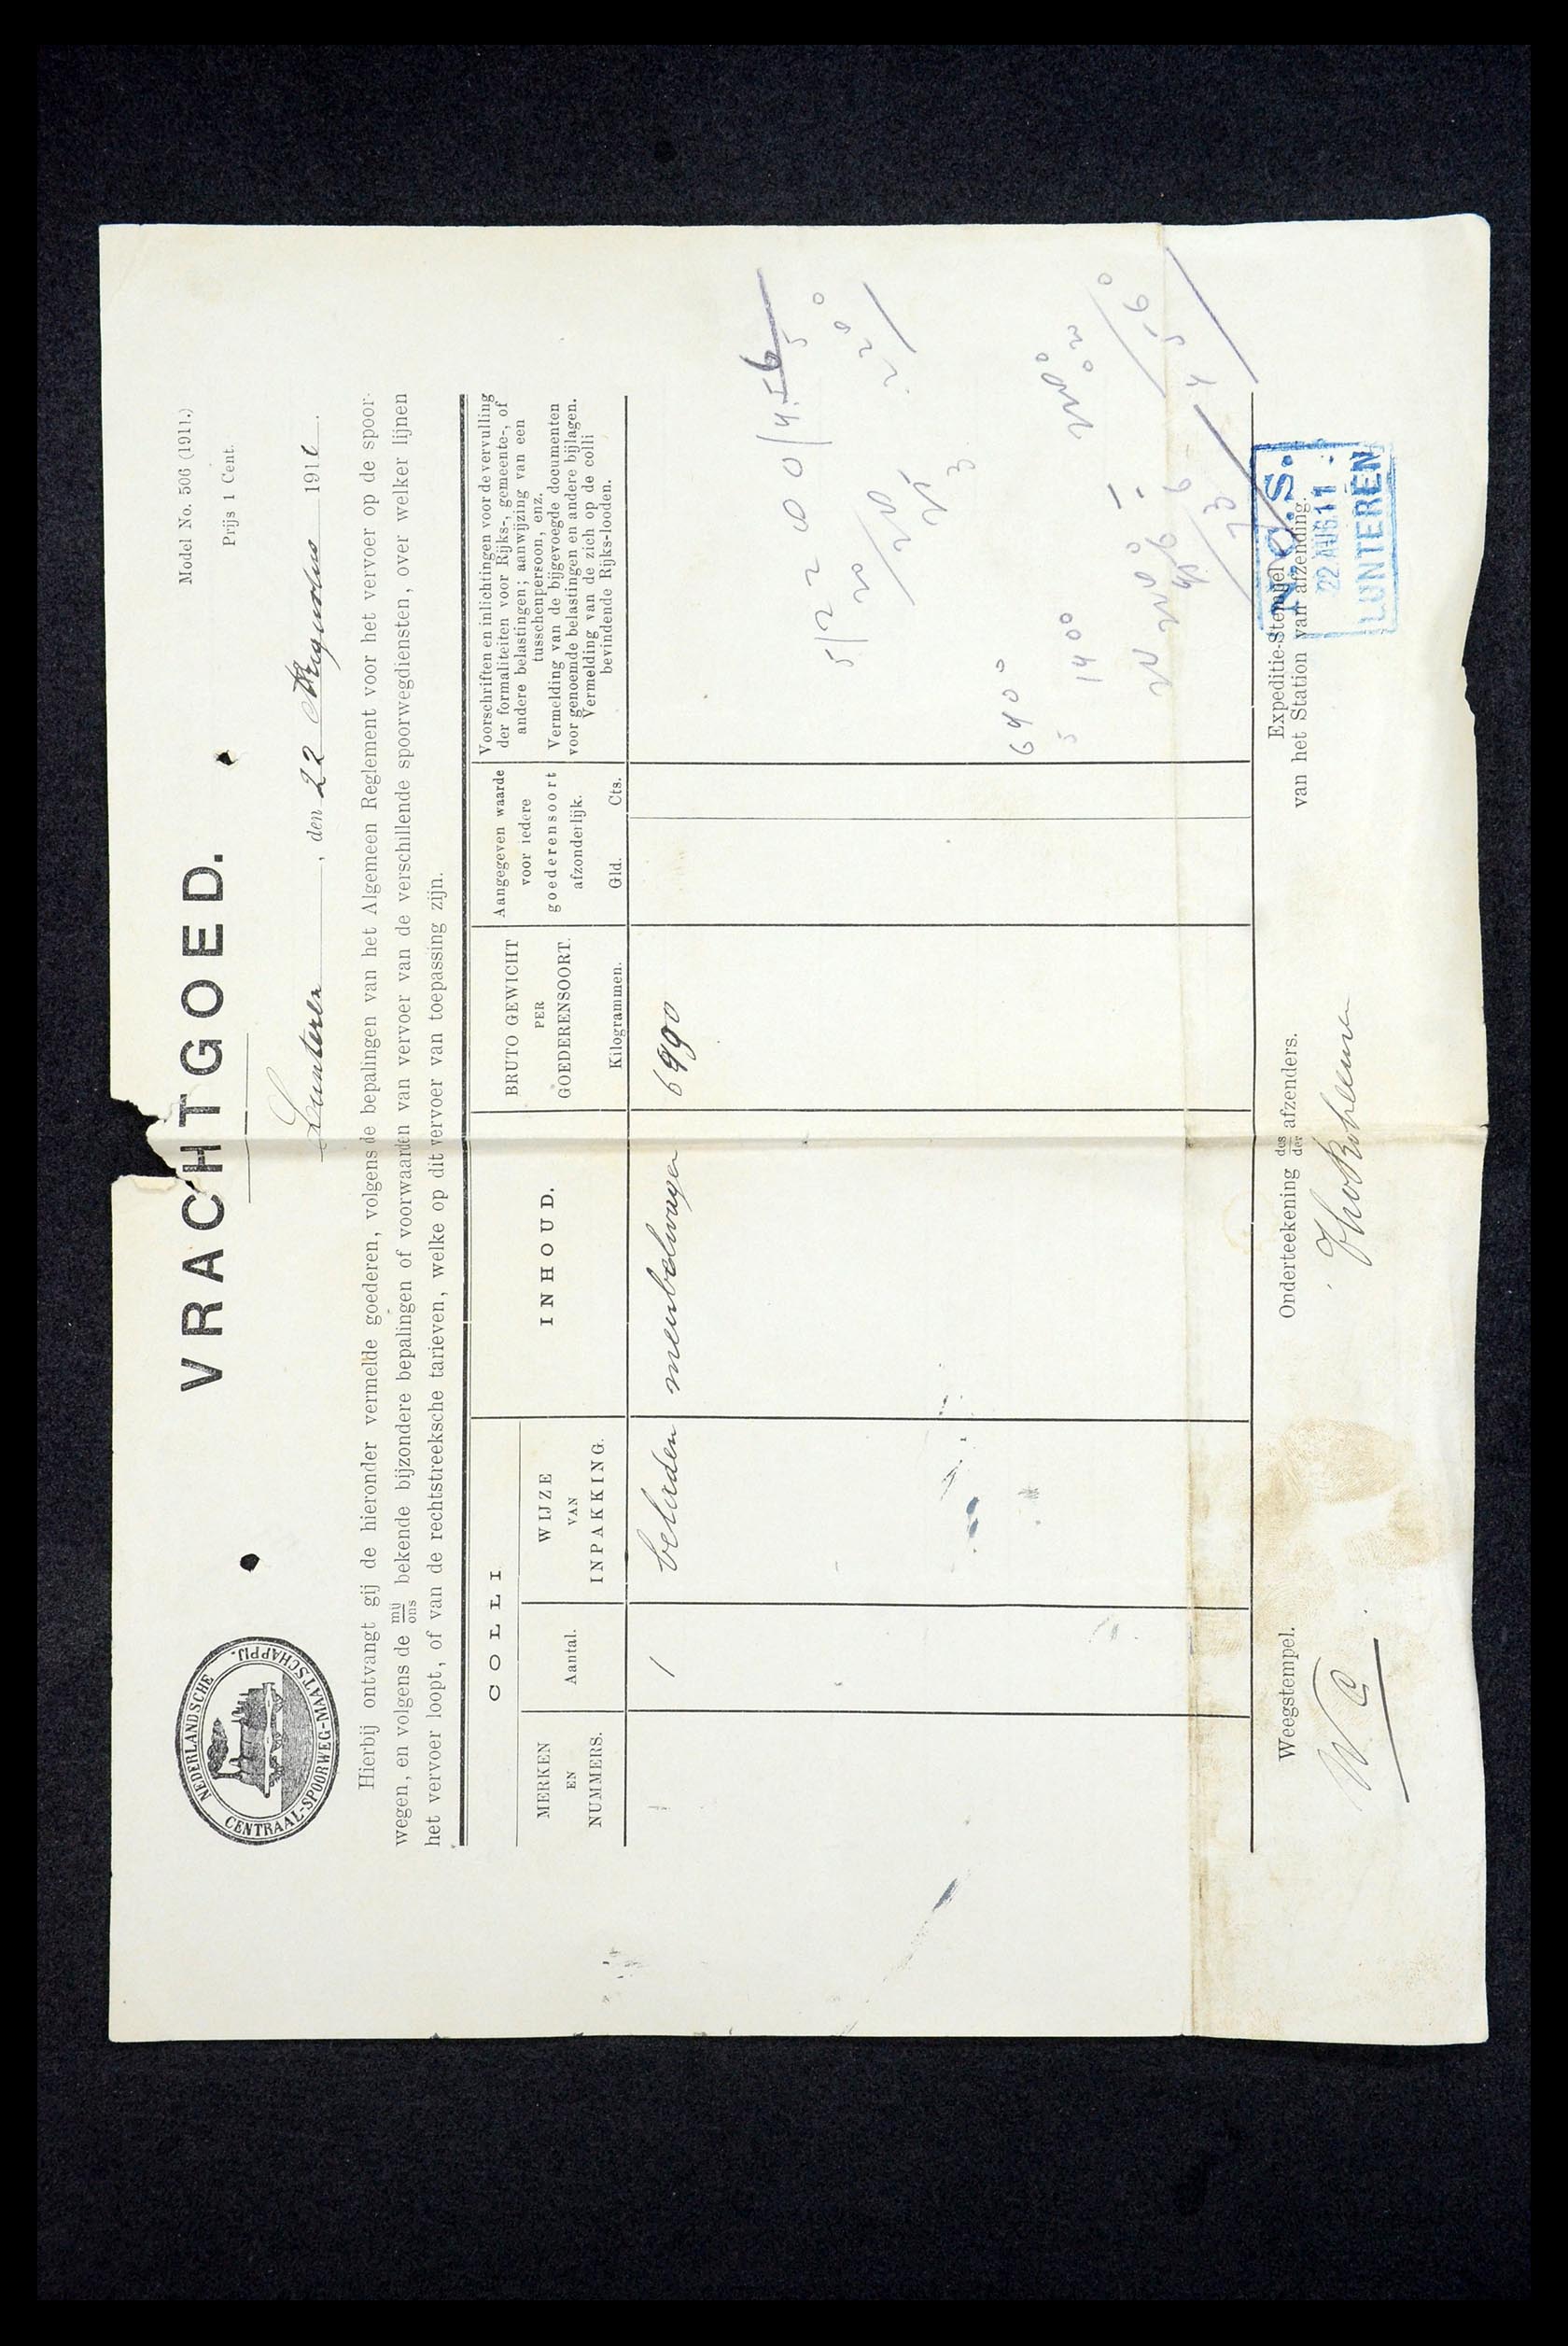 NEDERLANDSCHE
CENTRAAL-SPOORWEG-MAATSCHAPPIJ.
VRACHTGOED.
Model No. 506 (1911.)
Prijs 1 Cent.
Lunteren, den 22 Augustus 191
Hierbij ontvangt gij de hieronder vermelde goederen, volgens de bepalingen van het Algemeen Reglement voor het vervoer op de spoor-
wegen, en volgens de mij/ons bekende bijzondere bepalingen of voorwaarden van vervoer van de verschillende spoorwegdiensten, over welker lijnen
het vervoer loopt, of van de rechtstreeksche tarieven, welke op dit vervoer van toepassing zijn.
COLLI
MERKEN
EN
NUMMERS.
Aantal.
WIJZE
VAN
INPAKKING.
INHOUD.
BRUTO GEWICHT
PER
GOEDERENSOORT.
Kilogrammen.
Aangegeven waarde
voor iedere
goederensoort
afzonderlijk.
Gld. Cts.
Voorschriften en inlichtingen voor de vervulling
der formaliteiten voor Rijks-, gemeente-, of
andere belastingen; aanwijzing van een
tusschenpersoon, enz.
Vermelding van de bijgevoegde documenten
voor genoemde belastingen en andere bijlagen.
Vermelding van de zich op de colli
bevindende Rijks-looden.
1 beladen meubelwagen 6990
Weegstempel.
Onderteekening des/der afzenders.
Expeditie-Stempel
van het Station van afzending.
N.C.S.
22 AUG 11
LUNTEREN